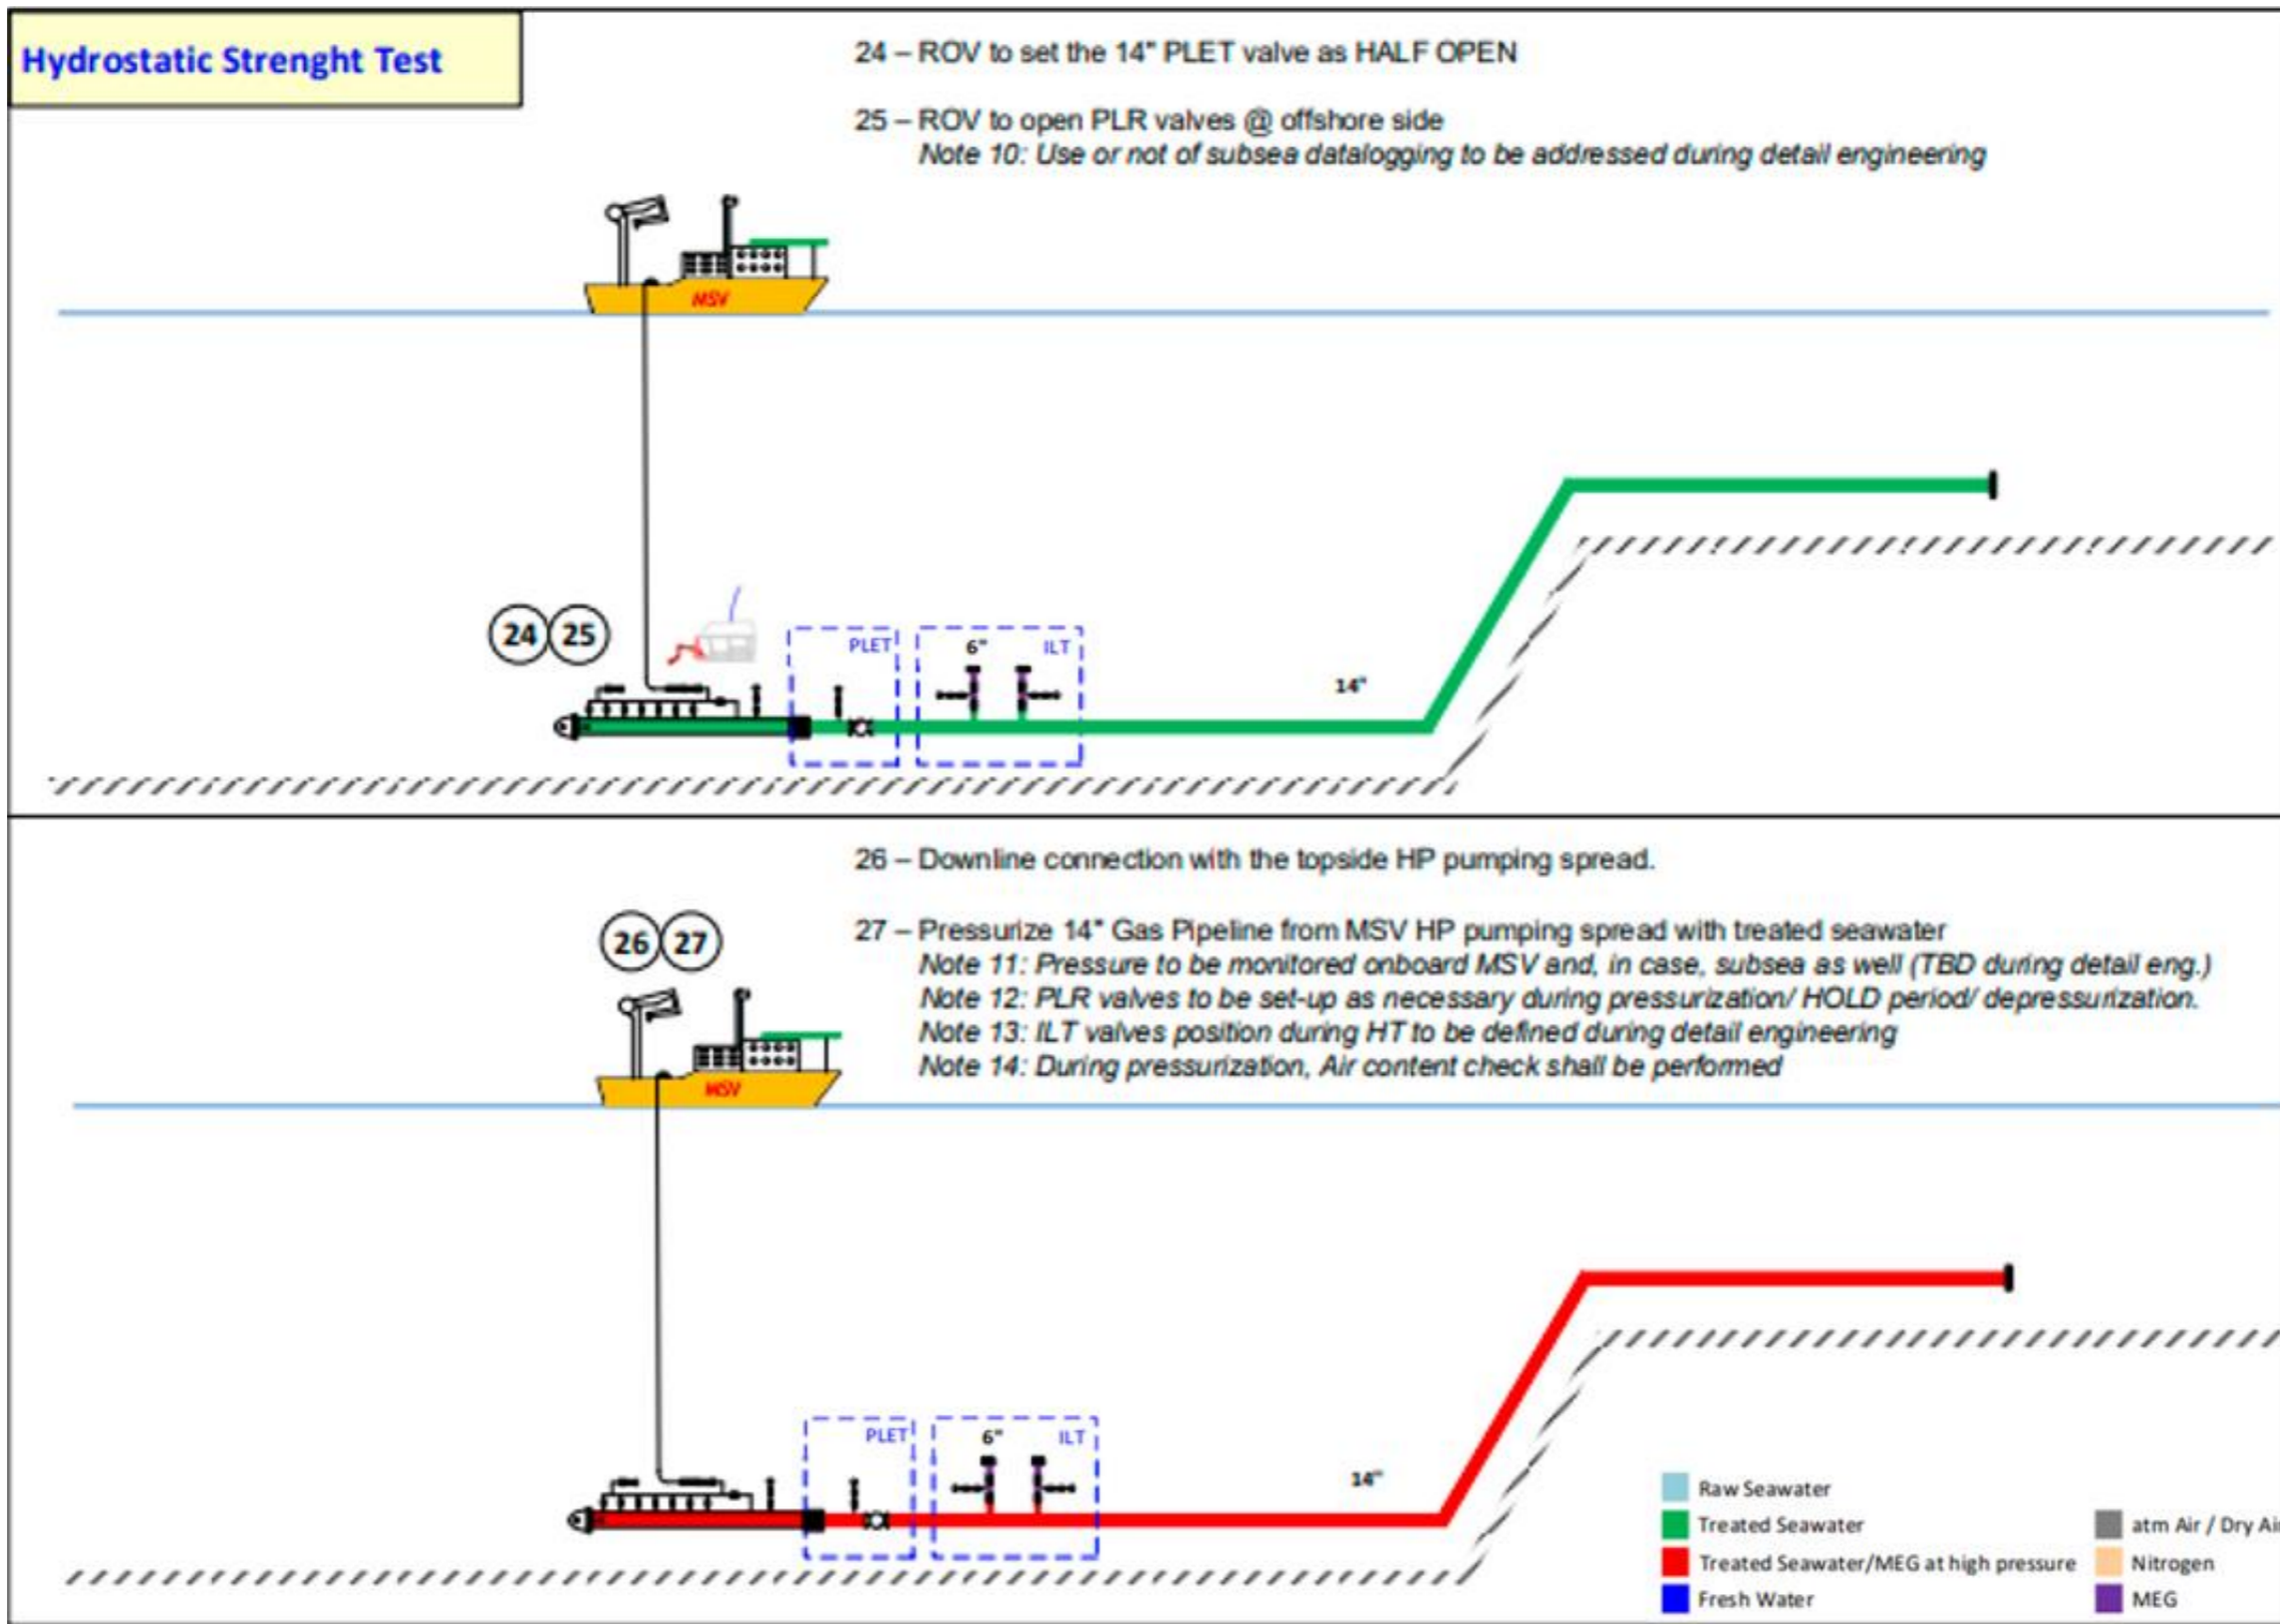 Hydrostatic Strenght Test
24 – ROV to set the 14" PLET valve as HALF OPEN
25 – ROV to open PLR valves @ offshore side
Note 10: Use or not of subsea datalogging to be addressed during detail engineering
MSV
24 25
PLET
6"
ILT
14"
26 – Downline connection with the topside HP pumping spread.
27 – Pressurize 14" Gas Pipeline from MSV HP pumping spread with treated seawater
Note 11: Pressure to be monitored onboard MSV and, in case, subsea as well (TBD during detail eng.)
Note 12: PLR valves to be set-up as necessary during pressurization/ HOLD period/ depressurization.
Note 13: ILT valves position during HT to be defined during detail engineering
Note 14: During pressurization, Air content check shall be performed
26 27
MSV
PLET
6"
ILT
14"
Raw Seawater
Treated Seawater
Treated Seawater/MEG at high pressure
Fresh Water
atm Air / Dry Air
Nitrogen
MEG